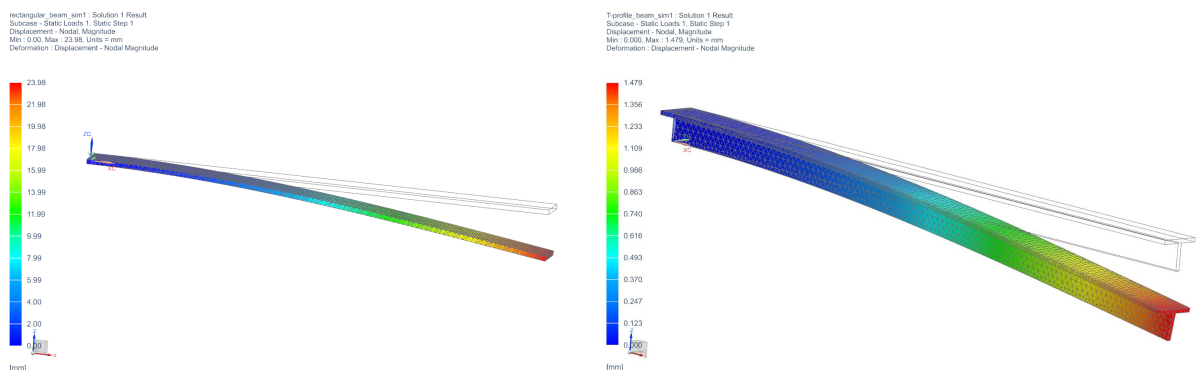 rectangular_beam_sim1 : Solution 1 Result
Subcase - Static Loads 1, Static Step 1
Displacement - Nodal, Magnitude
Min : 0.00, Max : 23.98, Units = mm
Deformation : Displacement - Nodal Magnitude
23.98
21.98
19.98
17.98
15.99
13.99
11.99
9.99
7.99
5.99
4.00
2.00
0.00
[mm]
ZC
XC
Z
X
T-profile_beam_sim1 : Solution 1 Result
Subcase - Static Loads 1, Static Step 1
Displacement - Nodal, Magnitude
Min : 0.000, Max : 1.479, Units = mm
Deformation : Displacement - Nodal Magnitude
1.479
1.356
1.233
1.109
0.986
0.863
0.740
0.616
0.493
0.370
0.247
0.123
0.000
[mm]
XC
Z
X